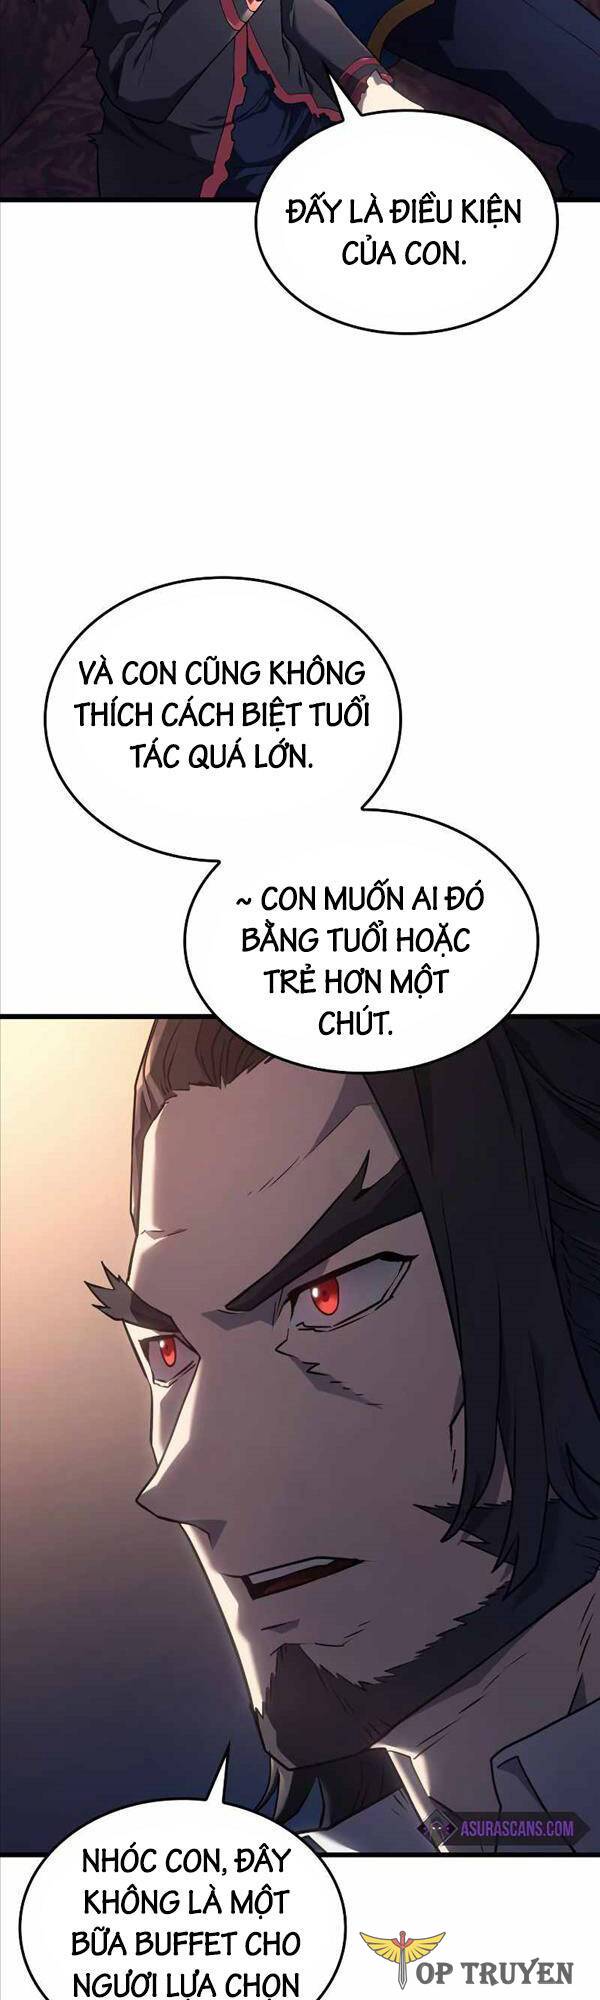 ĐẤY LÀ ĐIỀU KIỆN
CỦA CON.
VÀ CON CŨNG KHÔNG
THÍCH CÁCH BIỆT TUỔI
TÁC QUÁ LỚN.
~ CON MUỐN AI ĐÓ
BẰNG TUỔI HOẶC
TRẺ HƠN MỘT
CHÚT.
ASURASCANS.COM
NHÓC CON, ĐÂY
KHÔNG LÀ MỘT
BỮA BUFFET CHO
NGƯƠI LỰA CHỌN
TOP TRUYEN